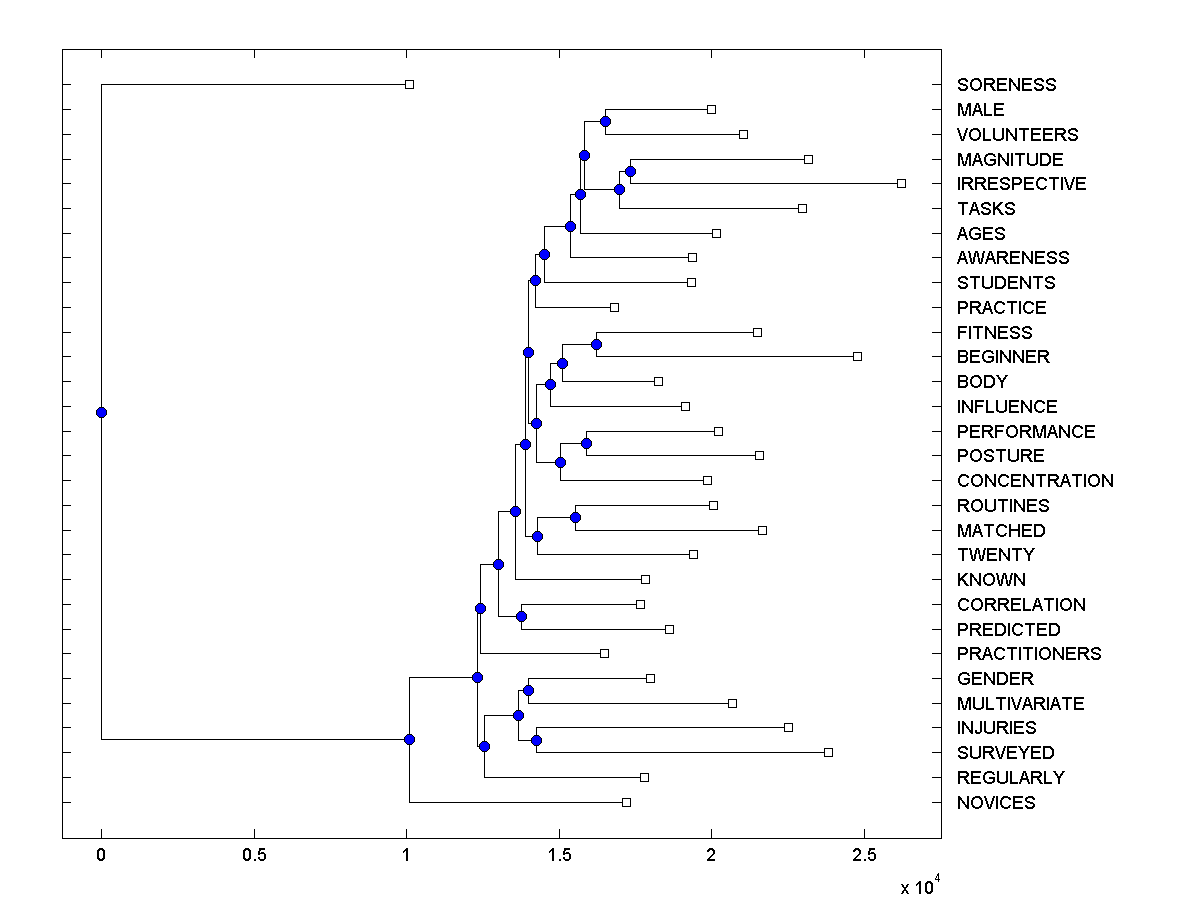 SORENESS
MALE
VOLUNTEERS
MAGNITUDE
IRRESPECTIVE
TASKS
AGES
AWARENESS
STUDENTS
PRACTICE
FITNESS
BEGINNER
BODY
INFLUENCE
PERFORMANCE
POSTURE
CONCENTRATION
ROUTINES
MATCHED
TWENTY
KNOWN
CORRELATION
PREDICTED
PRACTITIONERS
GENDER
MULTIVARIATE
INJURIES
SURVEYED
REGULARLY
NOVICES
0 0.5 1 1.5 2 2.5
x 10^4